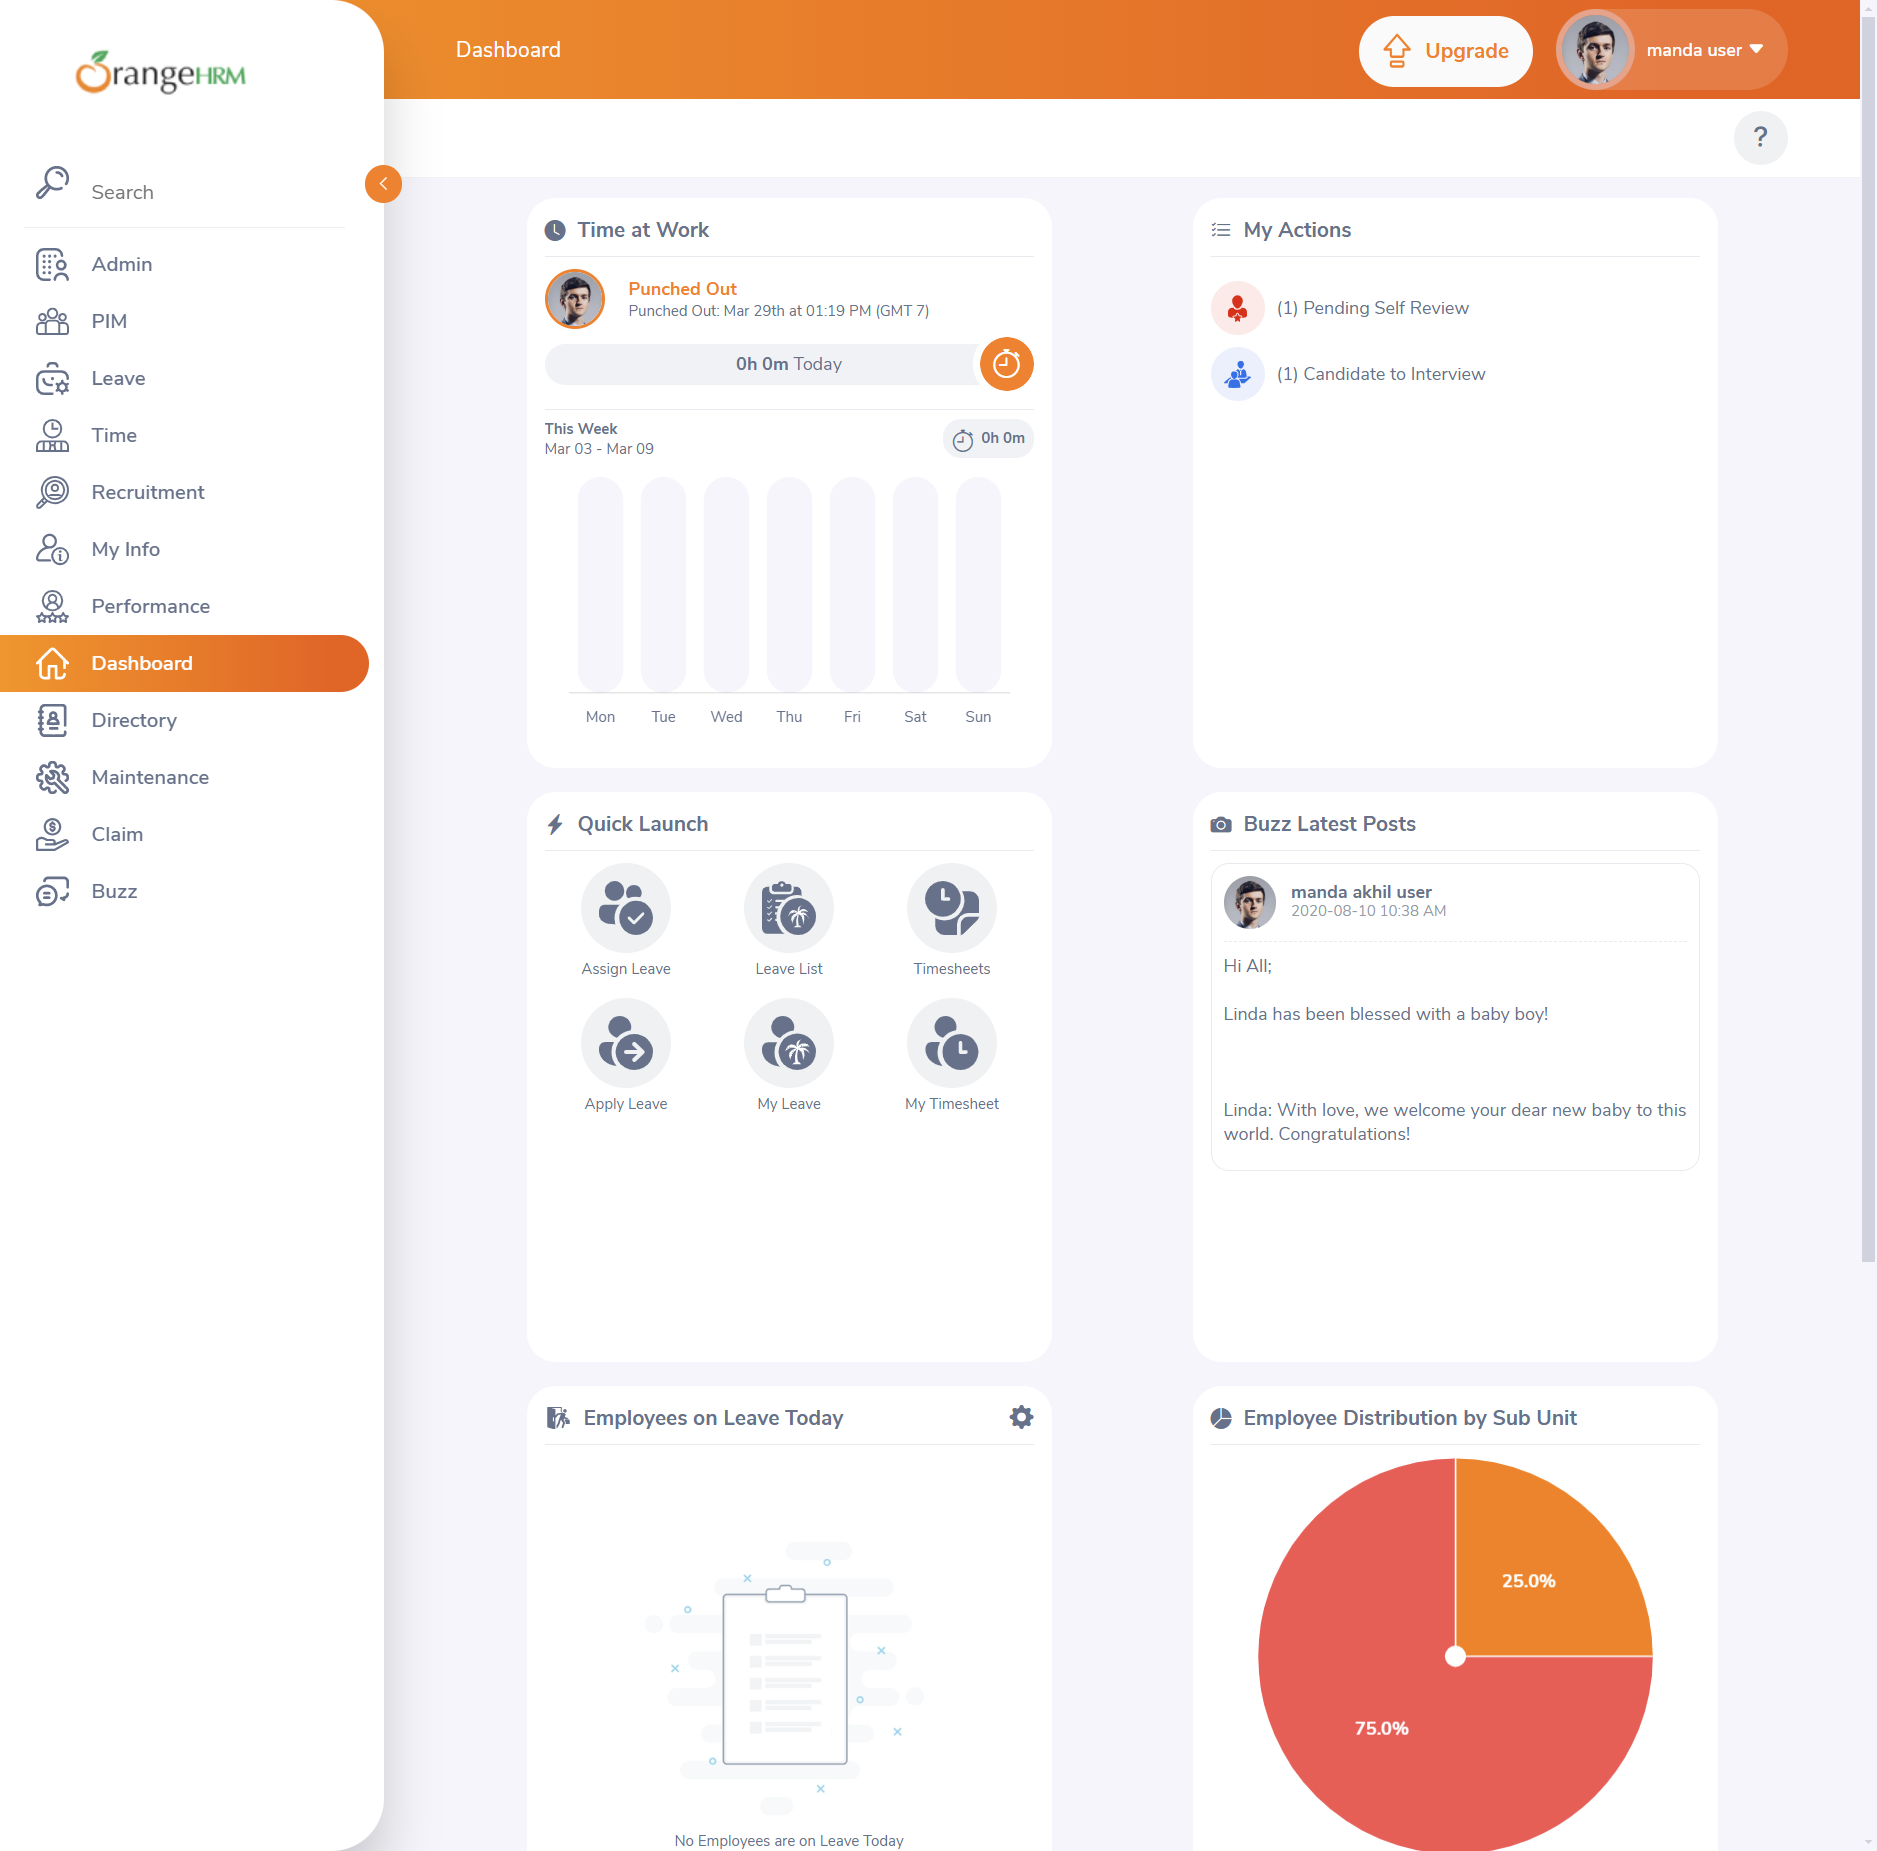 OrangeHRM
Search
Admin
PIM
Leave
Time
Recruitment
My Info
Performance
Dashboard
Directory
Maintenance
Claim
Buzz
Dashboard
Upgrade
manda user
?
Time at Work
Punched Out
Punched Out: Mar 29th at 01:19 PM (GMT 7)
0h 0m Today
This Week
Mar 03 - Mar 09
0h 0m
Mon Tue Wed Thu Fri Sat Sun
My Actions
(1) Pending Self Review
(1) Candidate to Interview
Quick Launch
Assign Leave
Leave List
Timesheets
Apply Leave
My Leave
My Timesheet
Buzz Latest Posts
manda akhil user
2020-08-10 10:38 AM
Hi All;
Linda has been blessed with a baby boy!
Linda: With love, we welcome your dear new baby to this
world. Congratulations!
Employees on Leave Today
No Employees are on Leave Today
Employee Distribution by Sub Unit
25.0%
75.0%